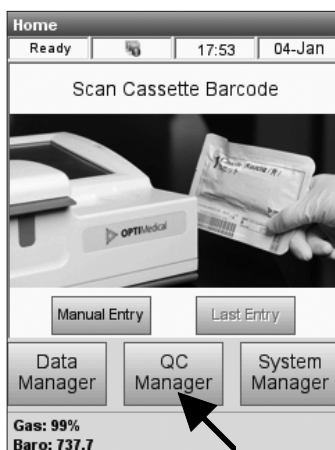 Home
Ready 17:53 04-Jan
Scan Cassette Barcode
OPTIMedical
Manual Entry Last Entry
Data Manager
QC Manager
System Manager
Gas: 99%
Baro: 737.7